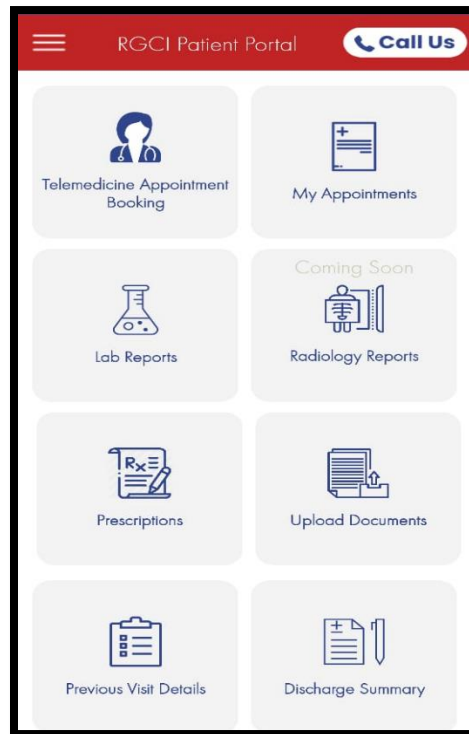 RGCI Patient Portal
Call Us
Telemedicine Appointment
Booking
My Appointments
Lab Reports
Coming Soon
Radiology Reports
Rx
Prescriptions
Upload Documents
Previous Visit Details
Discharge Summary